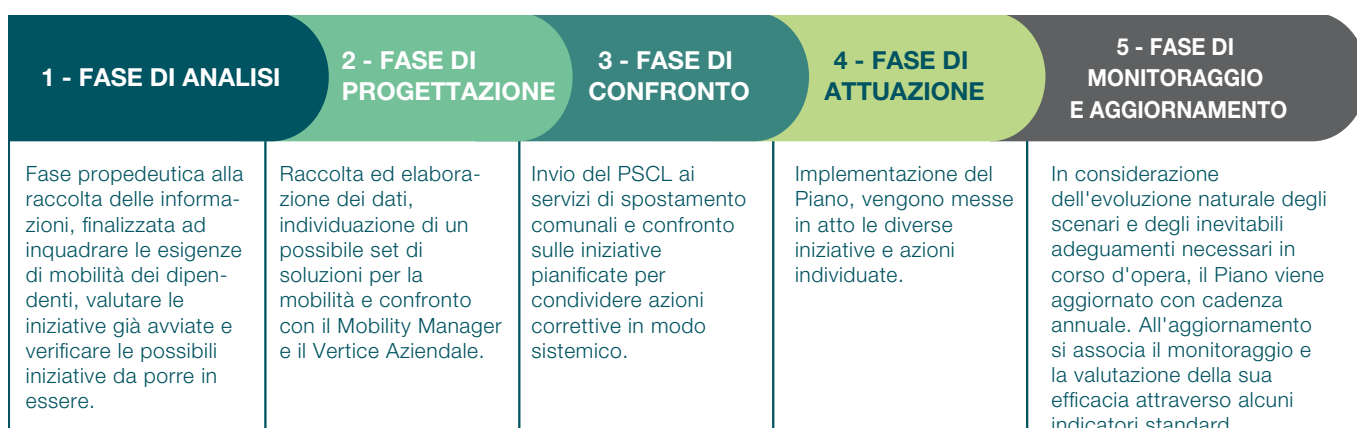 1 - FASE DI ANALISI
2 - FASE DI
PROGETTAZIONE
3 - FASE DI
CONFRONTO
4 - FASE DI
ATTUAZIONE
5 - FASE DI
MONITORAGGIO
E AGGIORNAMENTO
Fase propedeutica alla
raccolta delle informa-
zioni, finalizzata ad
inquadrare le esigenze
di mobilità dei dipen-
denti, valutare le
iniziative già avviate e
verificare le possibili
iniziative da porre in
essere.
Raccolta ed elabora-
zione dei dati,
individuazione di un
possibile set di
soluzioni per la
mobilità e confronto
con il Mobility Manager
e il Vertice Aziendale.
Invio del PSCL ai
servizi di spostamento
comunali e confronto
sulle iniziative
pianificate per
condividere azioni
correttive in modo
sistemico.
Implementazione del
Piano, vengono messe
in atto le diverse
iniziative e azioni
individuate.
In considerazione
dell'evoluzione naturale degli
scenari e degli inevitabili
adeguamenti necessari in
corso d'opera, il Piano viene
aggiornato con cadenza
annuale. All'aggiornamento
si associa il monitoraggio e
la valutazione della sua
efficacia attraverso alcuni
indicatori standard